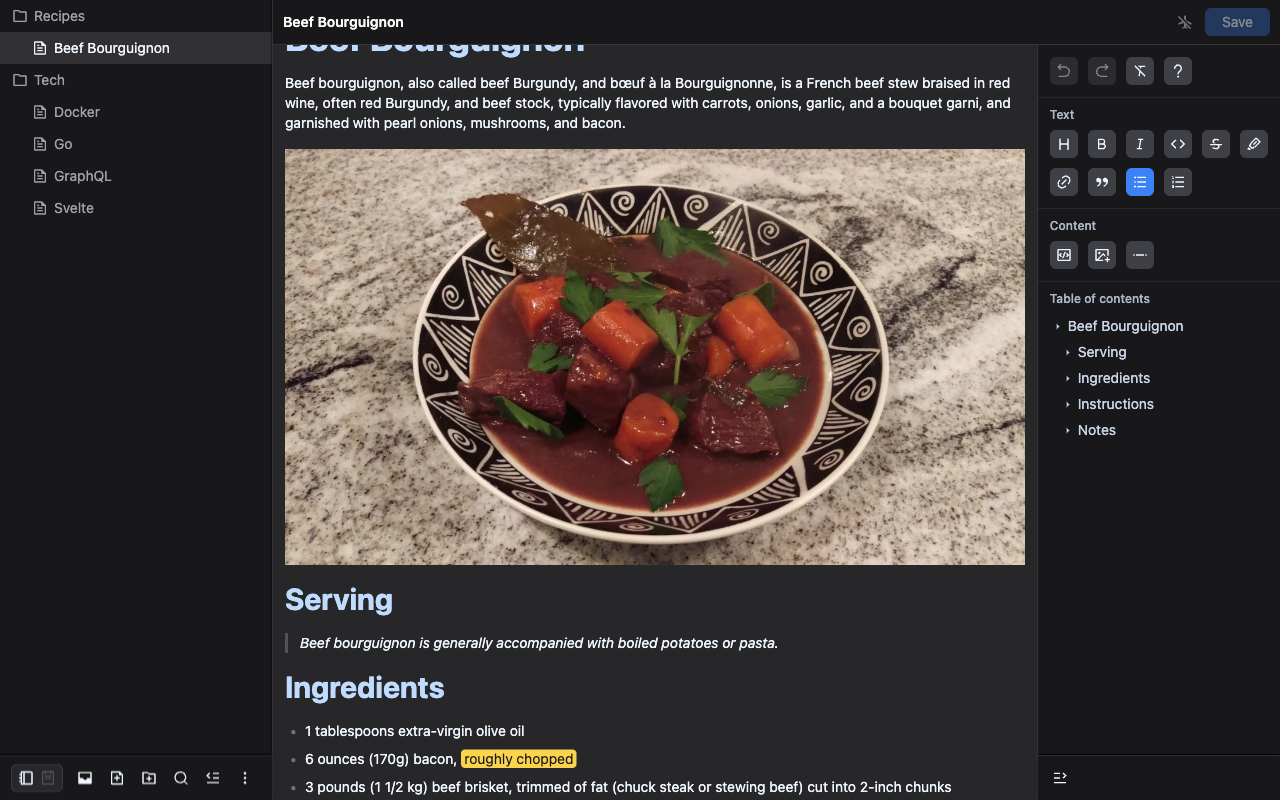 Recipes
Beef Bourguignon
Tech
Docker
Go
GraphQL
Svelte
Beef Bourguignon
Save
Beef Bourguignon
Beef bourguignon, also called beef Burgundy, and bœuf à la Bourguignonne, is a French beef stew braised in red
wine, often red Burgundy, and beef stock, typically flavored with carrots, onions, garlic, and a bouquet garni, and
garnished with pearl onions, mushrooms, and bacon.
Serving
Beef bourguignon is generally accompanied with boiled potatoes or pasta.
Ingredients
• 1 tablespoons extra-virgin olive oil
• 6 ounces (170g) bacon, roughly chopped
• 3 pounds (1 1/2 kg) beef brisket, trimmed of fat (chuck steak or stewing beef) cut into 2-inch chunks
Text
H B I
Content
Table of contents
Beef Bourguignon
Serving
Ingredients
Instructions
Notes